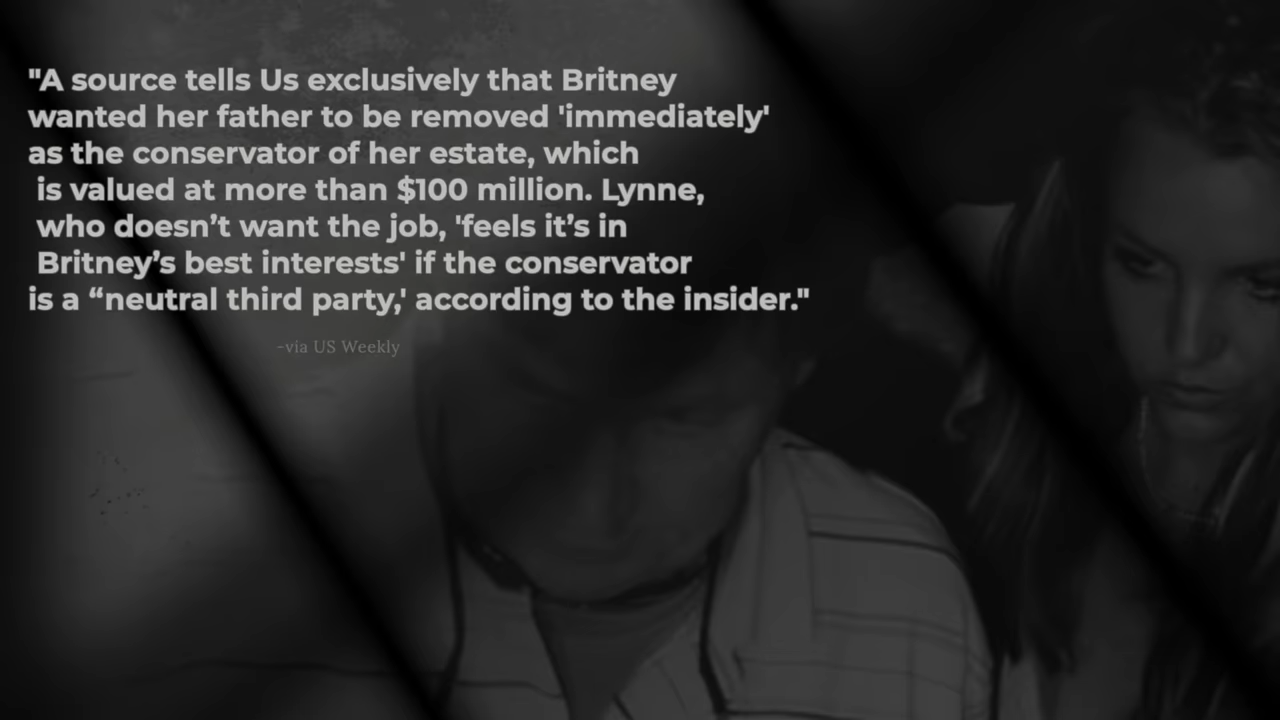 "A source tells Us exclusively that Britney
wanted her father to be removed 'immediately'
as the conservator of her estate, which
is valued at more than $100 million. Lynne,
who doesn’t want the job, 'feels it’s in
Britney’s best interests' if the conservator
is a “neutral third party,' according to the insider."
-via US Weekly